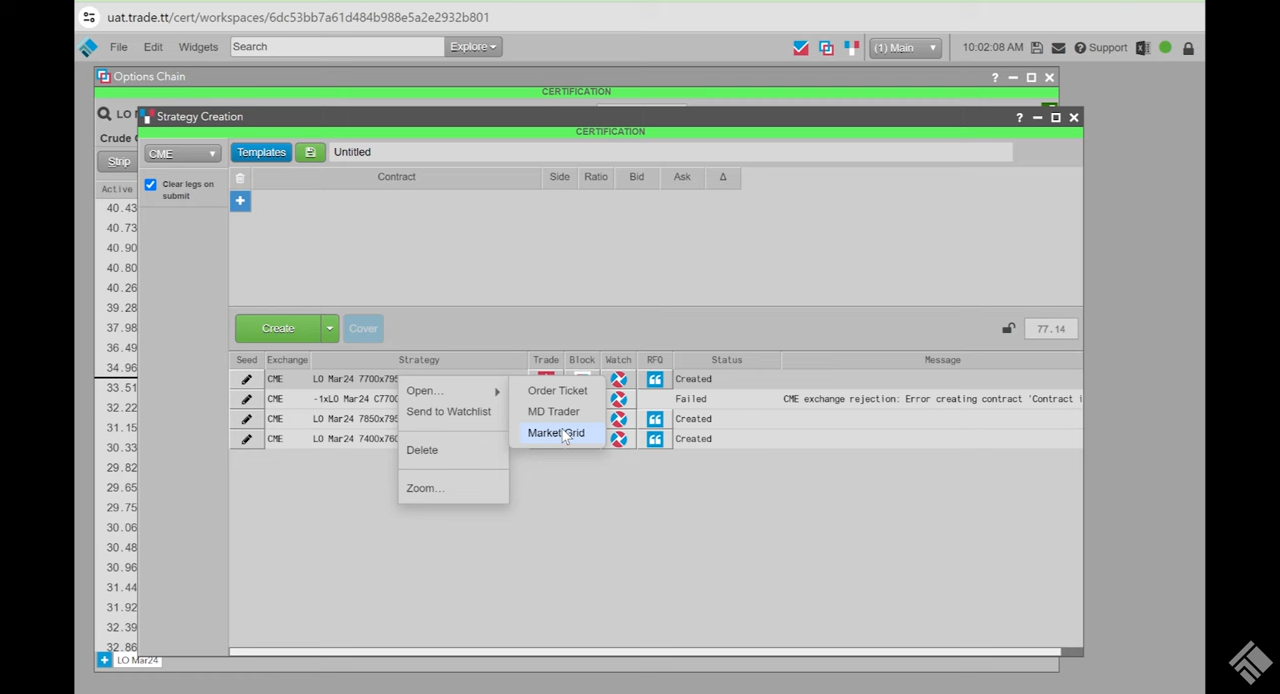 uat.trade.tt/cert/workspaces/6dc53bb7a61d484b988e5a2e2932b801
File Edit Widgets Search Explore (1) Main 10:02:08 AM Support
Options Chain
CERTIFICATION
LO M
Strategy Creation
CERTIFICATION
Crude
CME Templates Untitled
Strip
Contract Side Ratio Bid Ask Δ
Active
Clear legs on
submit
40.43
40.73
40.90
40.80
40.26
39.28
37.98
Create Cover 77.14
36.49
Seed Exchange Strategy Trade Block Watch RFQ Status Message
34.96
CME LO Mar24 7700x795 Created
33.51
Open... Order Ticket
CME -1xLO Mar24 C7700 Failed CME exchange rejection: Error creating contract 'Contract i
32.22
Send to Watchlist MD Trader
CME LO Mar24 7850x795 Created
31.15
Market Grid
CME LO Mar24 7400x760 Created
30.33
Delete
29.82
29.65
Zoom...
29.75
30.06
30.48
30.96
31.44
31.92
32.39
32.86
LO Mar24